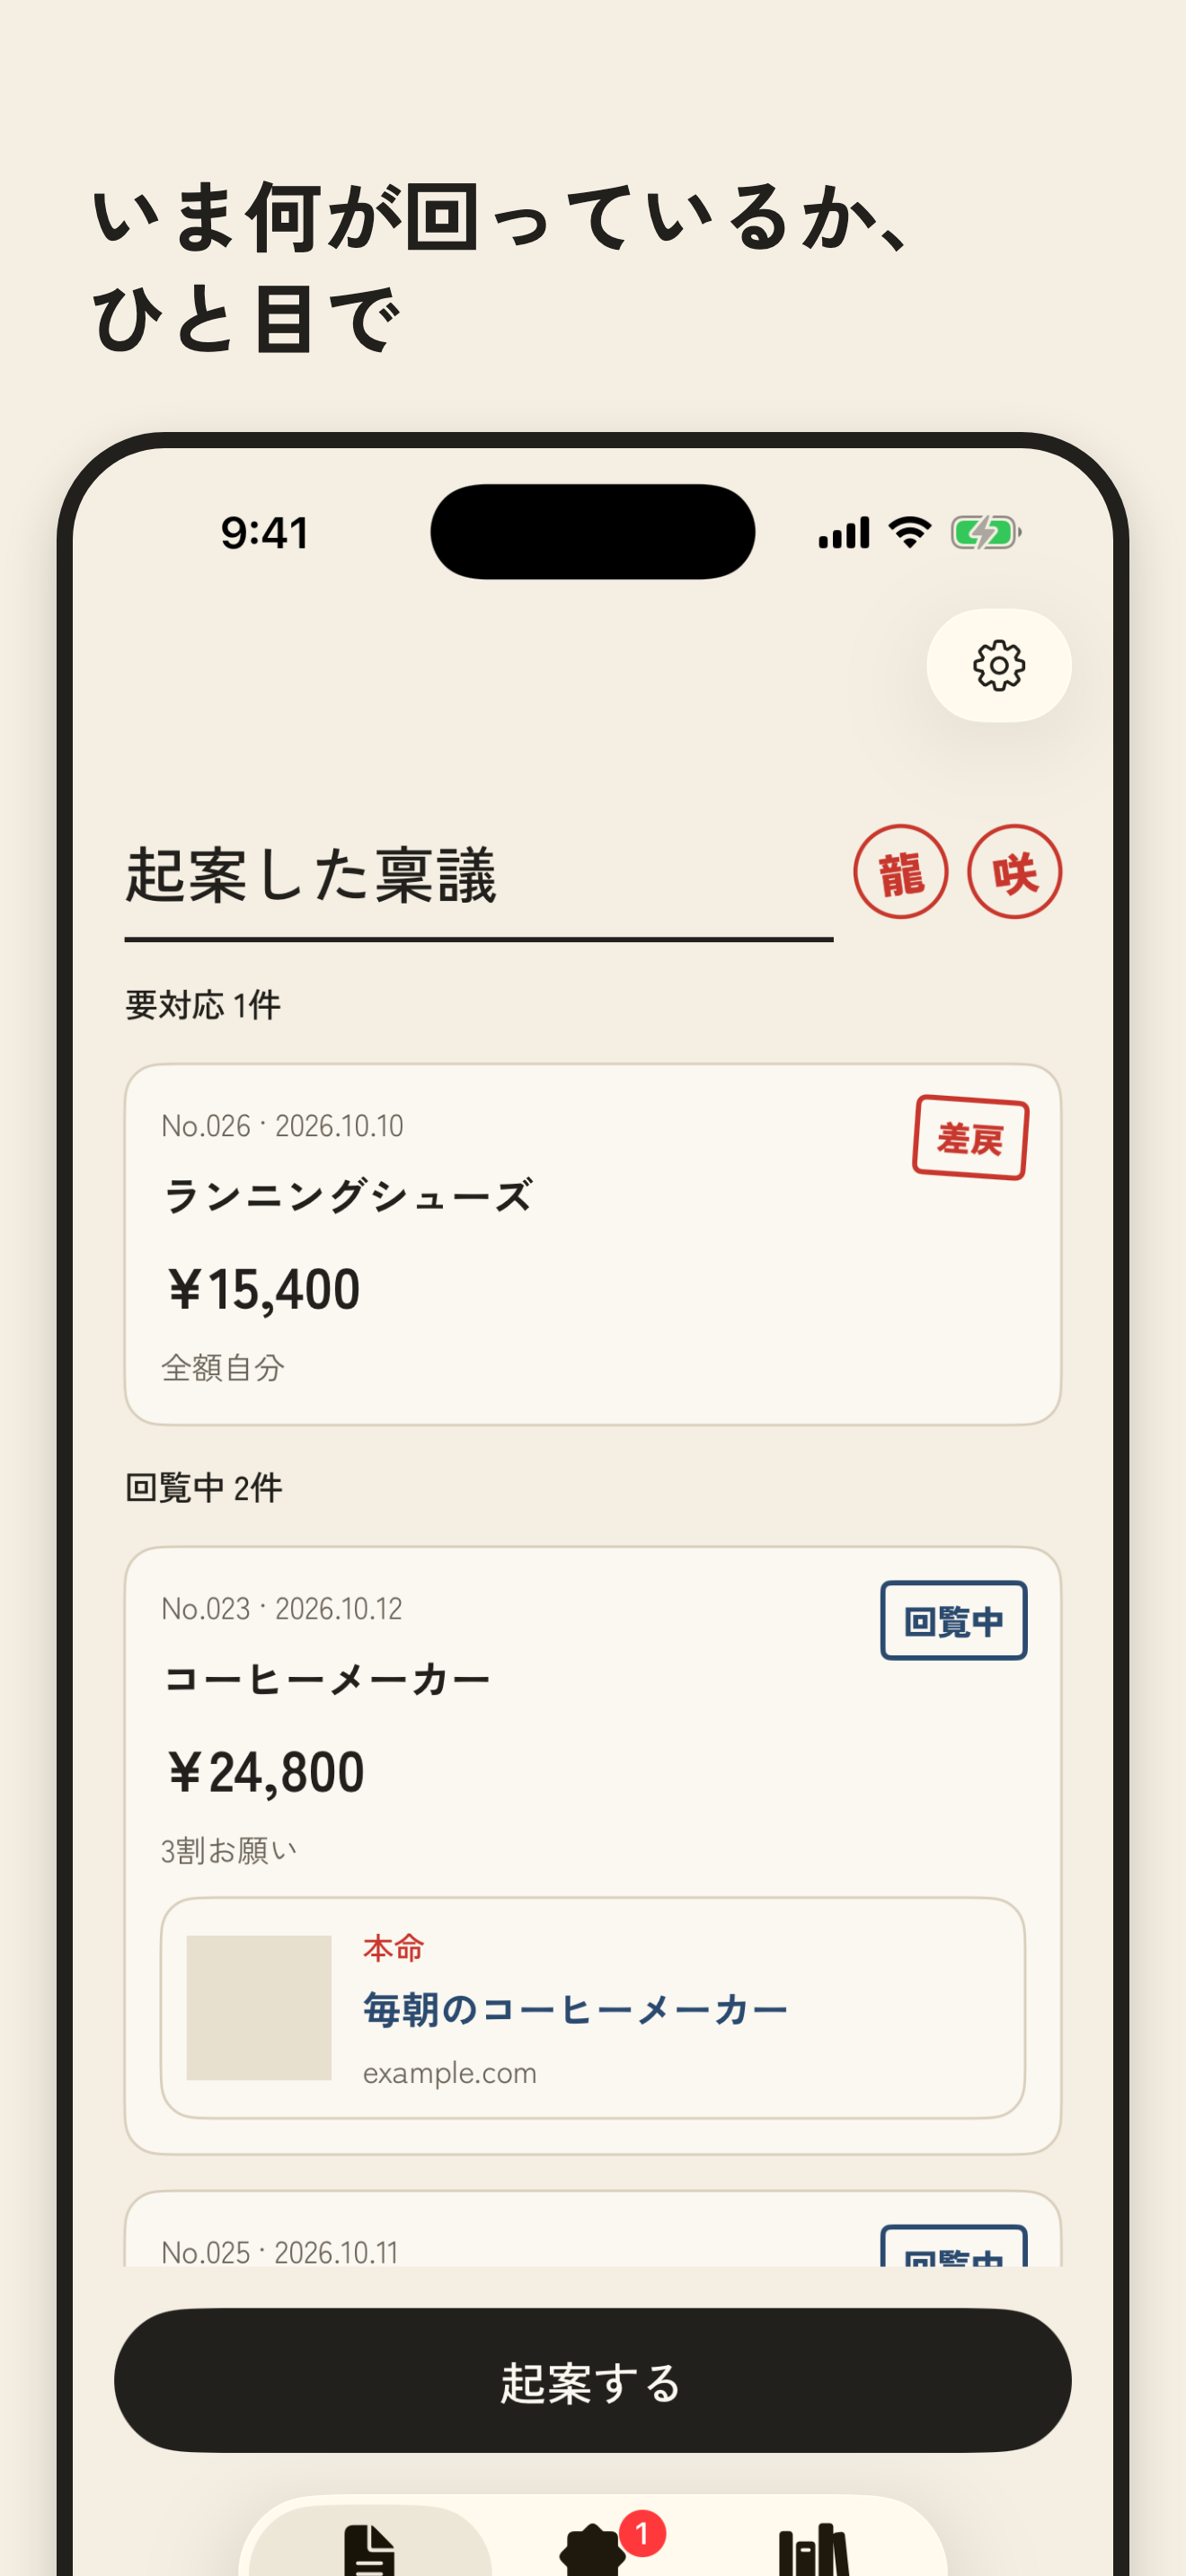 いま何が回っているか、
ひと目で
9:41
起案した稟議
龍 咲
要対応 1件
No.026 · 2026.10.10
差戻
ランニングシューズ
¥15,400
全額自分
回覧中 2件
No.023 · 2026.10.12
回覧中
コーヒーメーカー
¥24,800
3割お願い
本命
毎朝のコーヒーメーカー
example.com
No.025 · 2026.10.11
回覧中
起案する
1